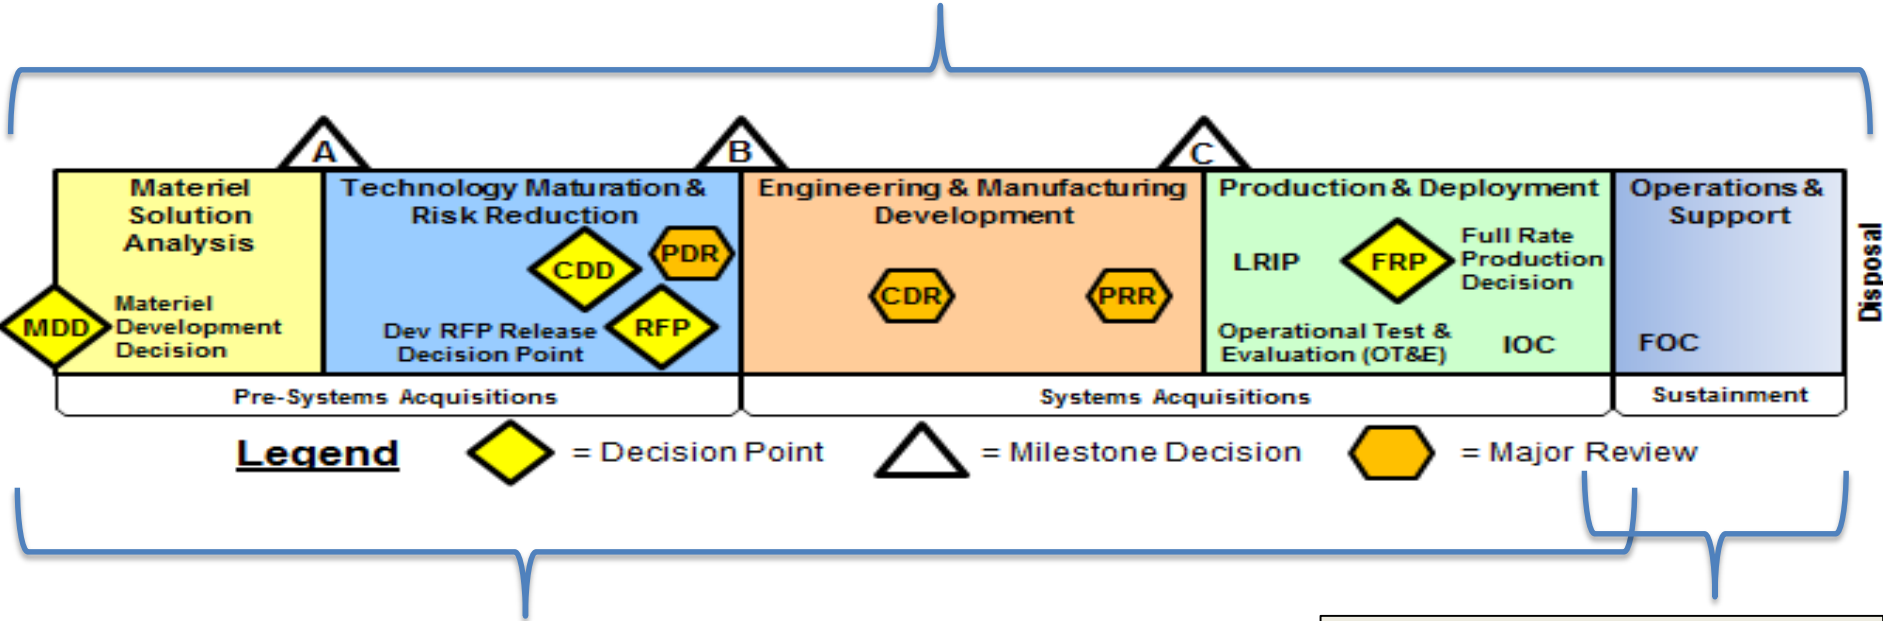 A
B
C
Materiel
Solution
Analysis
MDD
Materiel
Development
Decision
Technology Maturation &
Risk Reduction
CDD
PDR
Dev RFP Release
Decision Point
RFP
Engineering & Manufacturing
Development
CDR
PRR
Production & Deployment
LRIP
FRP
Full Rate
Production
Decision
Operational Test &
Evaluation (OT&E)
IOC
Operations &
Support
FOC
Disposal
Pre-Systems Acquisitions
Systems Acquisitions
Sustainment
Legend
= Decision Point
= Milestone Decision
= Major Review